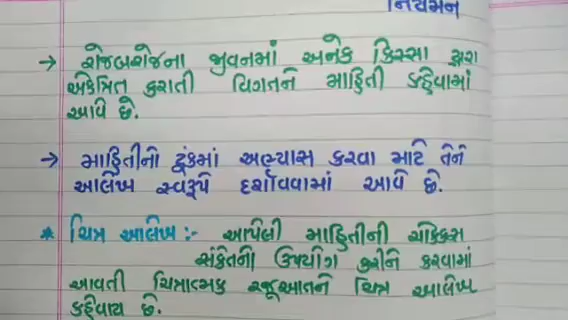 નિયમન
→ રોજબરોજના જીવનમાં અનેક કિસ્સા દ્વારા
એકત્રિત કરાતી વિગતને માહિતી કહેવામાં
આવે છે.
→ માહિતીનો ટૂંકમાં અભ્યાસ કરવા માટે તેને
આલેખ સ્વરૂપે દર્શાવવામાં આવે છે.
* ચિત્ર આલેખ :- આપેલી માહિતીની ચોક્કસ
સંકેતની ઉપયોગ કરીને કરવામાં
આવતી ચિત્રાત્મક રજૂઆતને ચિત્ર આલેખ
કહેવાય છે.